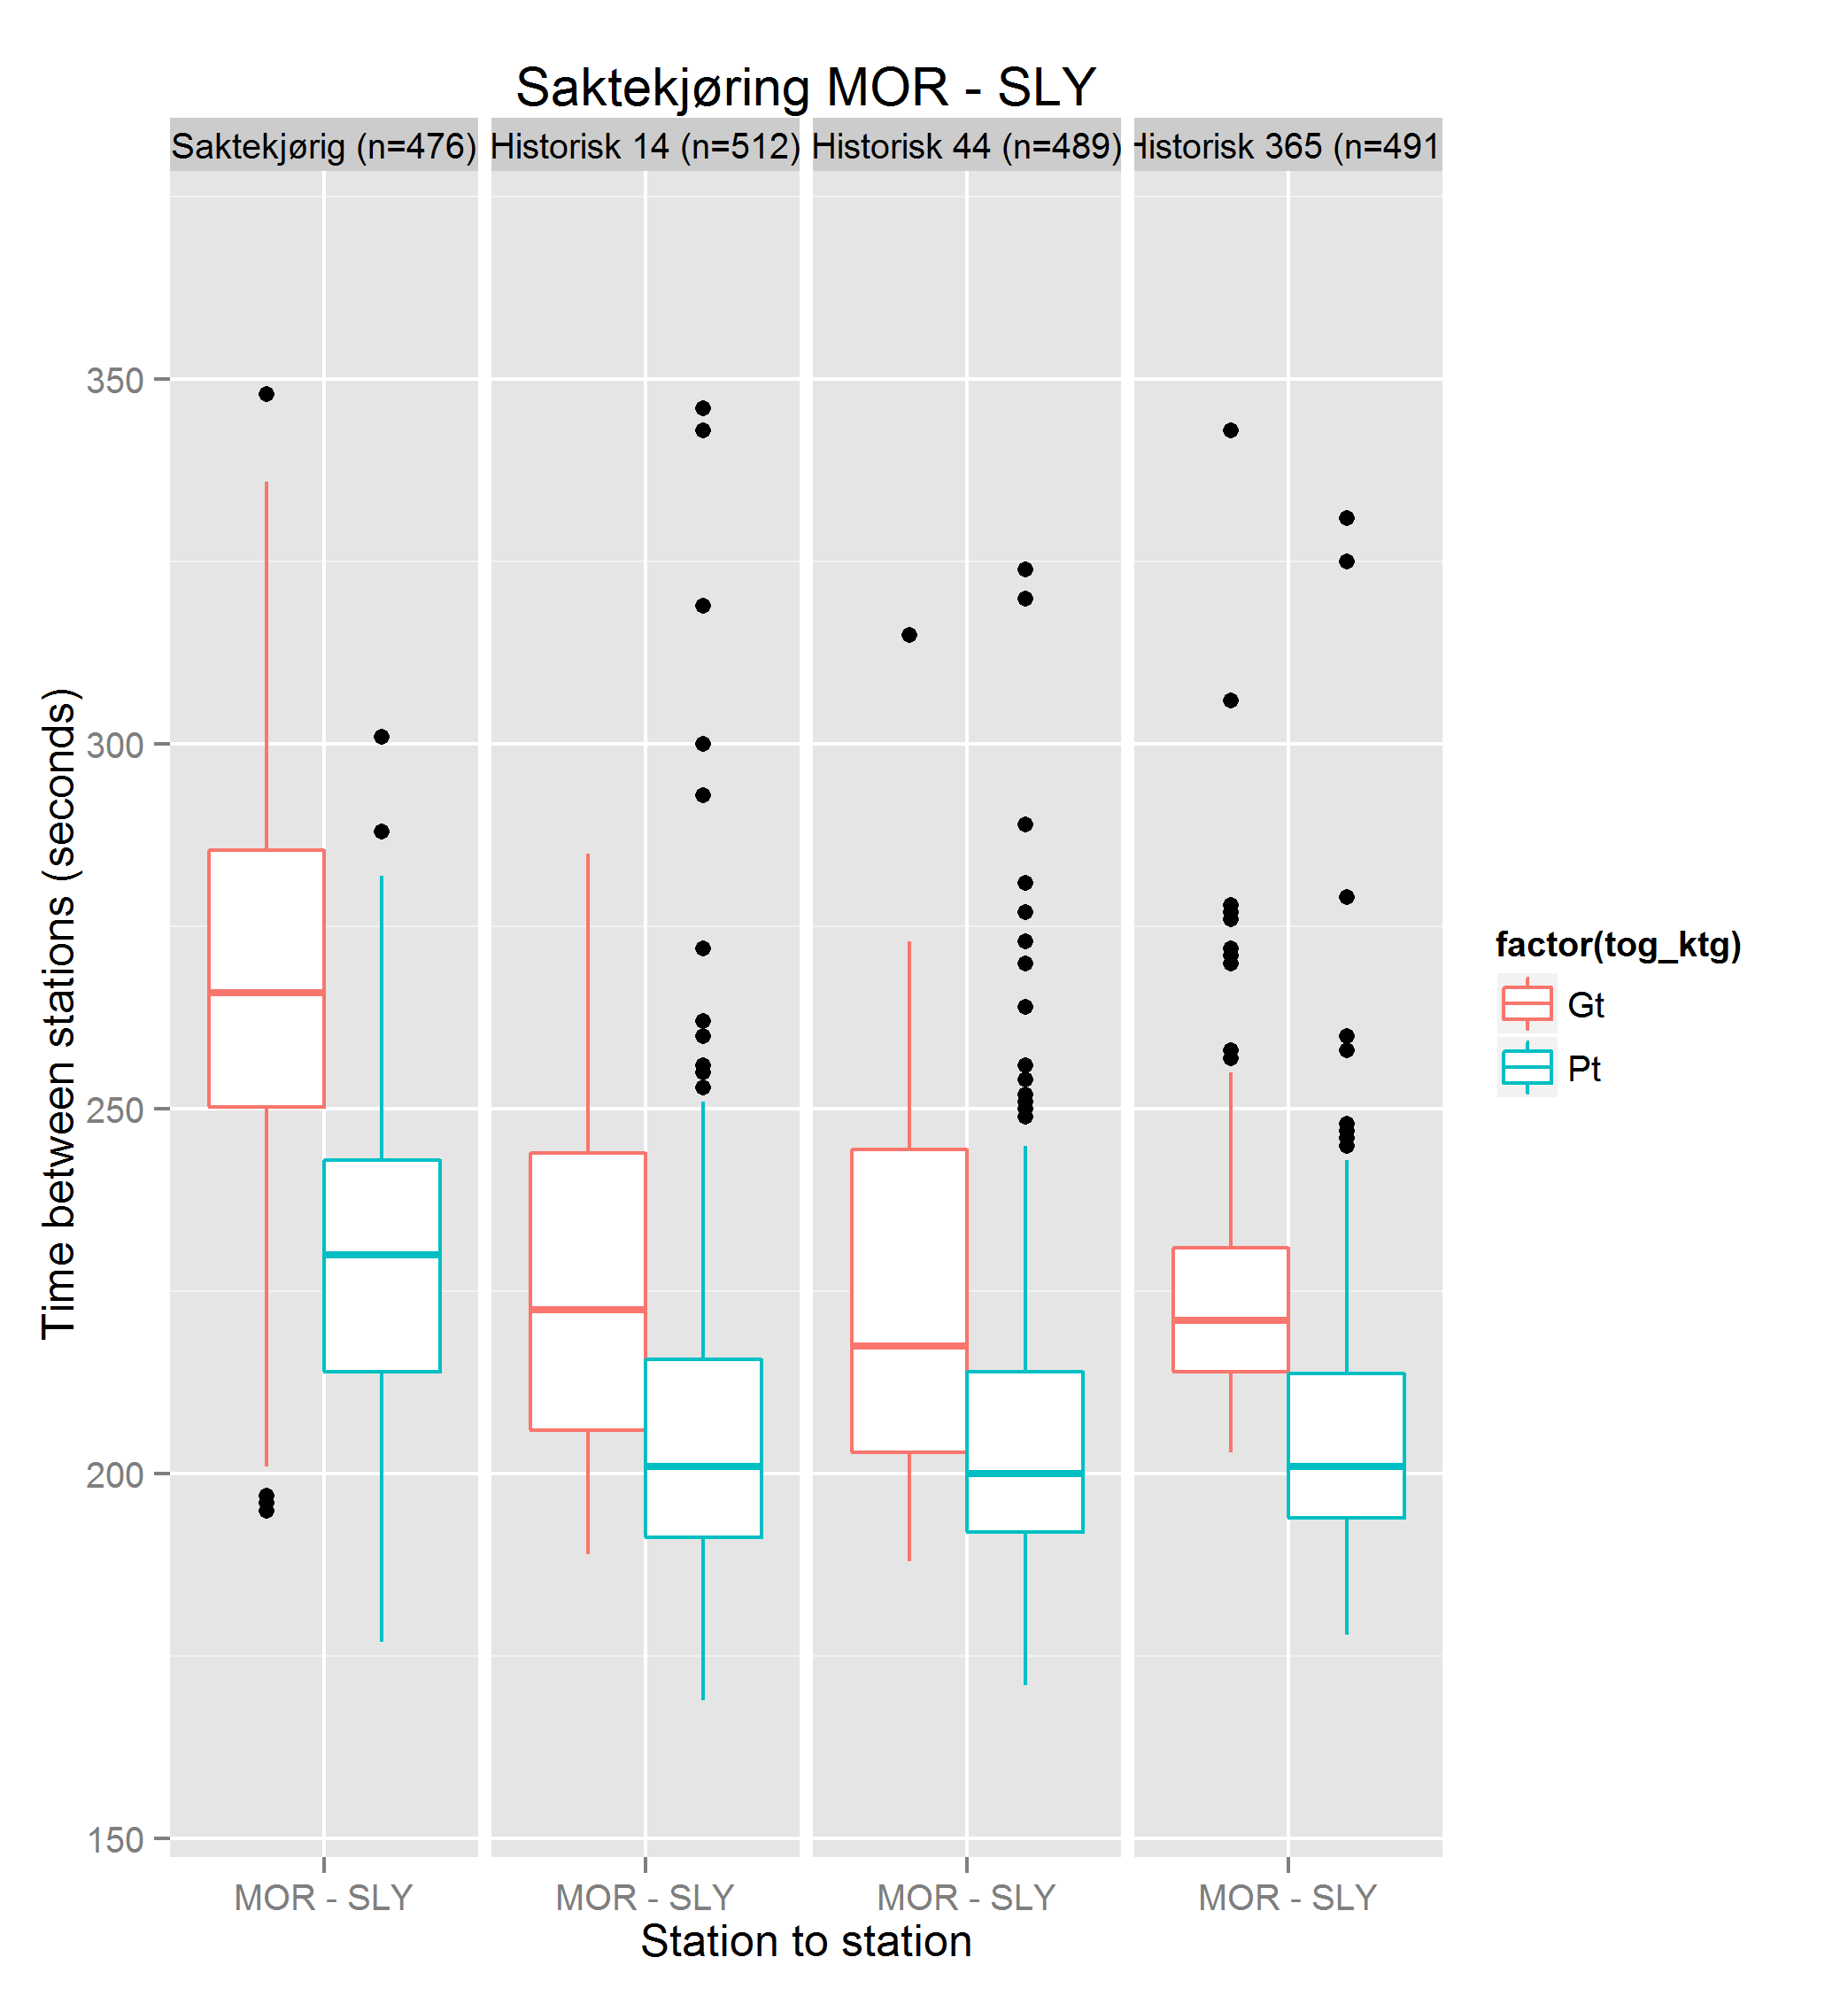 Saktekjøring MOR - SLY
Saktekjørig (n=476) Historisk 14 (n=512) Historisk 44 (n=489) Historisk 365 (n=491
350
300
250
200
150
Time between stations (seconds)
MOR - SLY MOR - SLY MOR - SLY MOR - SLY
Station to station
factor(tog_ktg)
Gt
Pt